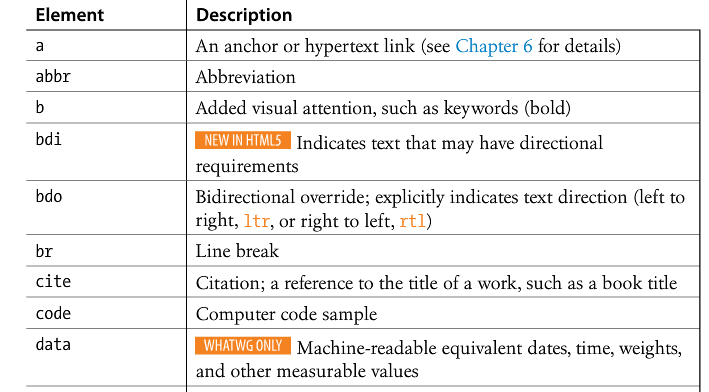 Element Description
a An anchor or hypertext link (see Chapter 6 for details)
abbr Abbreviation
b Added visual attention, such as keywords (bold)
bdi NEW IN HTML5 Indicates text that may have directional
requirements
bdo Bidirectional override; explicitly indicates text direction (left to
right, ltr, or right to left, rtl)
br Line break
cite Citation; a reference to the title of a work, such as a book title
code Computer code sample
data WHATWG ONLY Machine-readable equivalent dates, time, weights,
and other measurable values